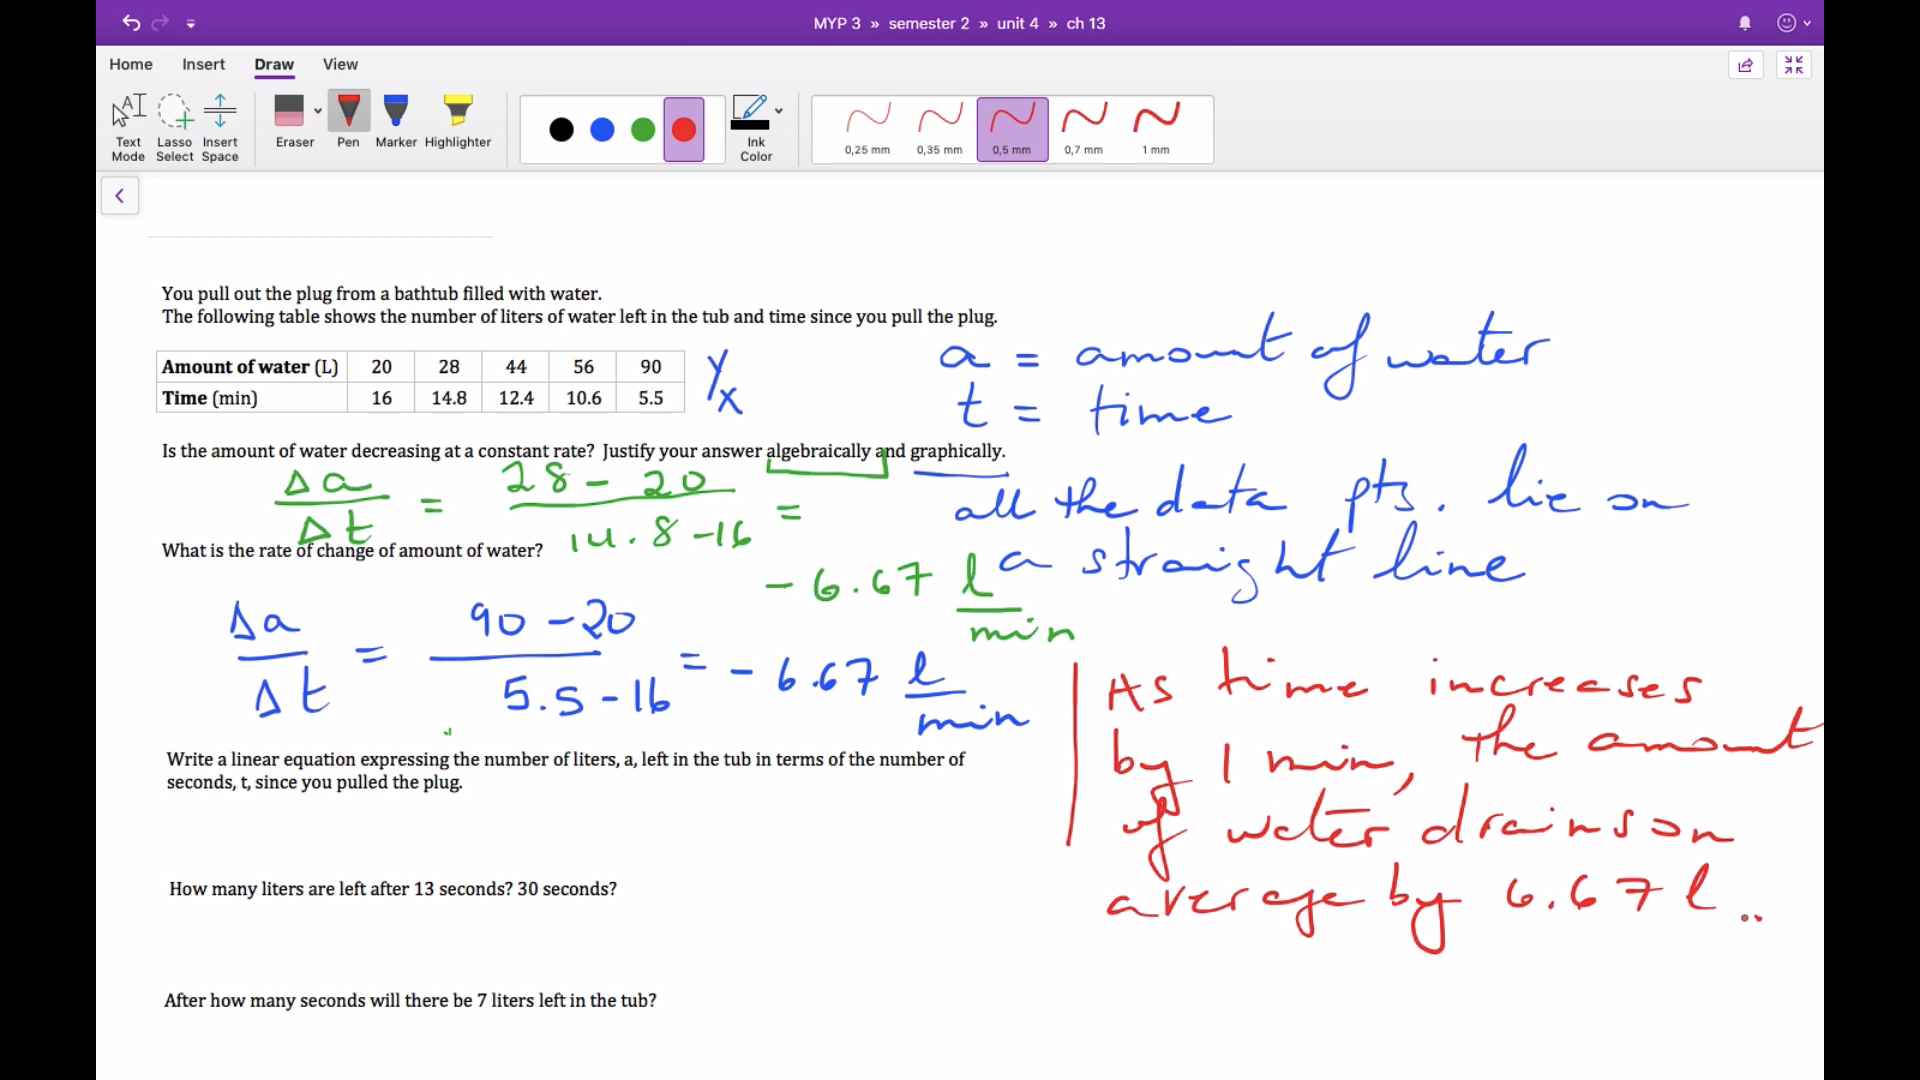 MYP 3 » semester 2 » unit 4 » ch 13
Home Insert Draw View
Text Mode
Lasso Select
Insert Space
Eraser
Pen
Marker
Highlighter
Ink Color
0,25 mm
0,35 mm
0,5 mm
0,7 mm
1 mm
You pull out the plug from a bathtub filled with water.
The following table shows the number of liters of water left in the tub and time since you pull the plug.
Amount of water (L) 20 28 44 56 90
Time (min) 16 14.8 12.4 10.6 5.5
y/x
a = amount of water
t = time
Is the amount of water decreasing at a constant rate? Justify your answer algebraically and graphically.
Δa/Δt = 28 - 20 / 14.8 - 16 =
- 6.67 l/min
all the data pts. lie on
a straight line
What is the rate of change of amount of water?
Δa/Δt = 90 - 20 / 5.5 - 16 = - 6.67 l/min
As time increases
by 1 min, the amount
of water drains on
average by 6.67 l ..
Write a linear equation expressing the number of liters, a, left in the tub in terms of the number of
seconds, t, since you pulled the plug.
How many liters are left after 13 seconds? 30 seconds?
After how many seconds will there be 7 liters left in the tub?